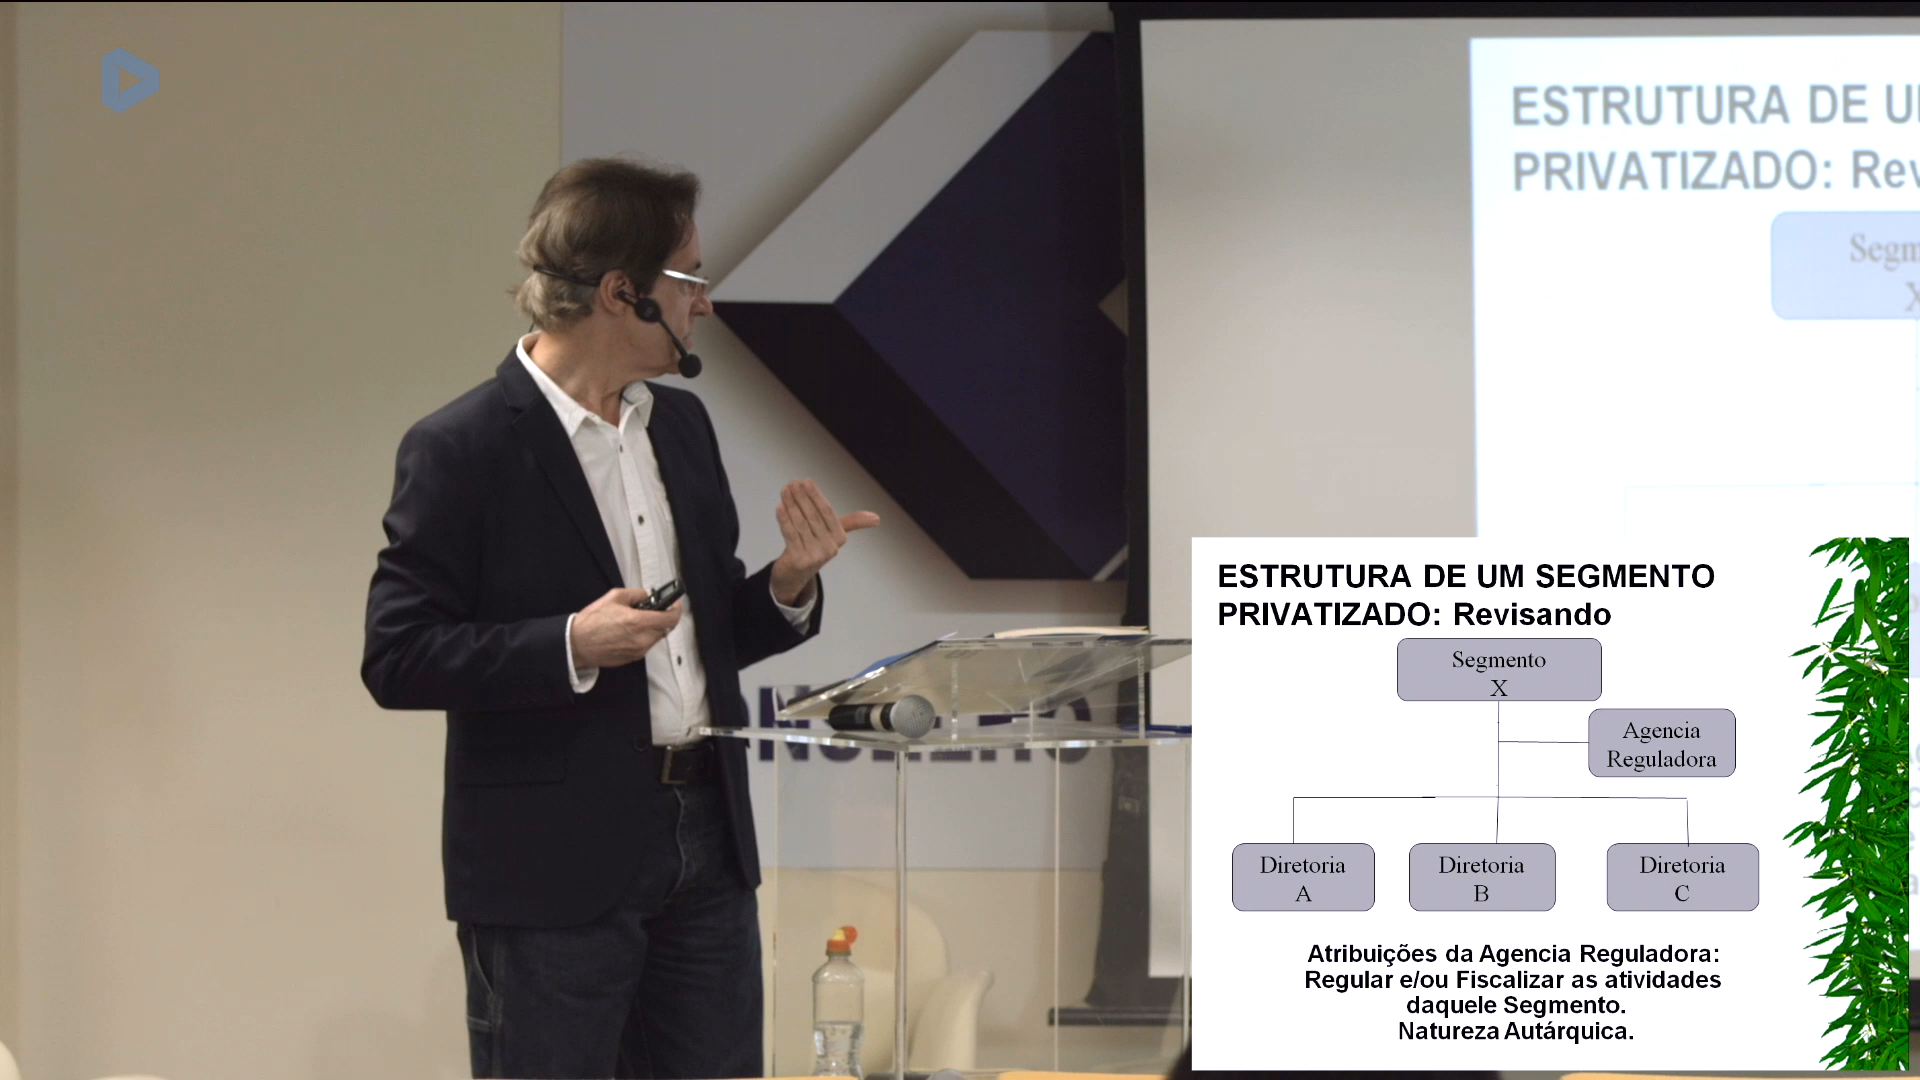 ESTRUTURA DE
PRIVATIZADO:
ESTRUTURA DE UM SEGMENTO
PRIVATIZADO: Revisando
Segmento
X
Agencia
Reguladora
Diretoria
A
Diretoria
B
Diretoria
C
Atribuições da Agencia Reguladora:
Regular e/ou Fiscalizar as atividades
daquele Segmento.
Natureza Autárquica.